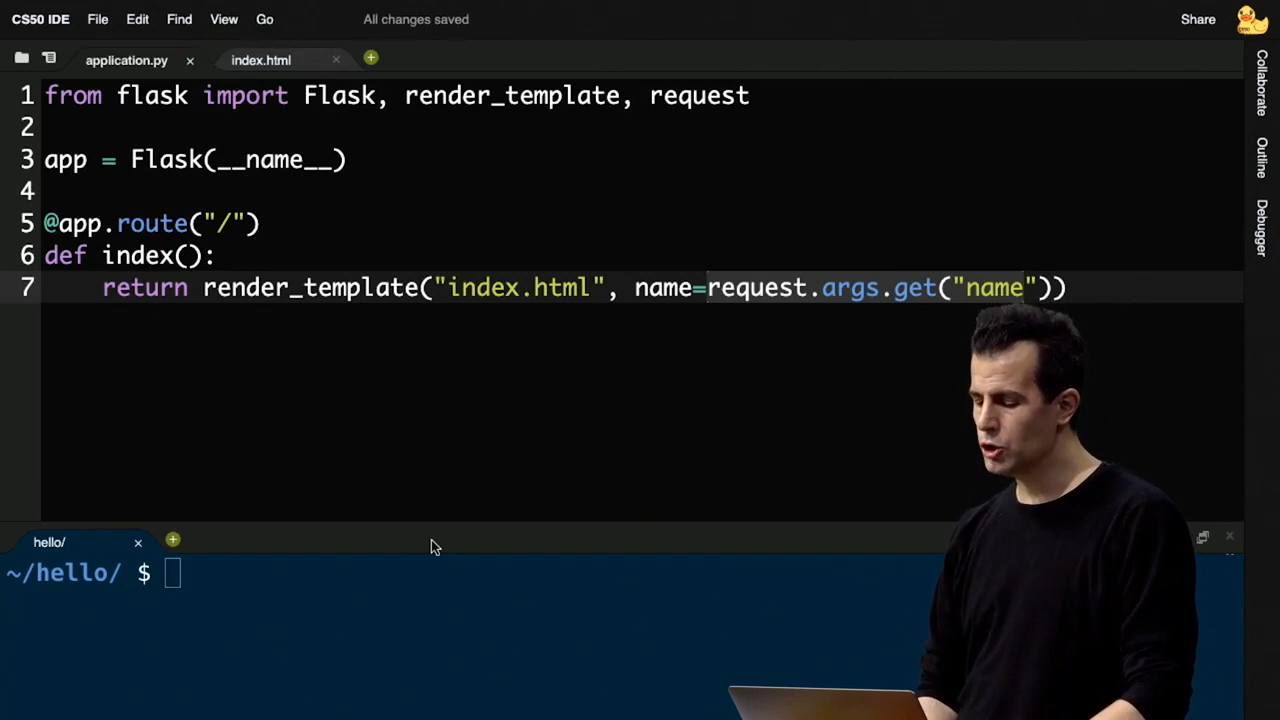 CS50 IDE File Edit View Find Go All changes saved Share
application.py × index.html ×
1 from flask import Flask, render_template, request
2
3 app = Flask(__name__)
4
5 @app.route("/")
6 def index():
7 return render_template("index.html", name=request.args.get("name"))
hello/ ×
~/hello/ $
Collaborate
Outline
Debugger